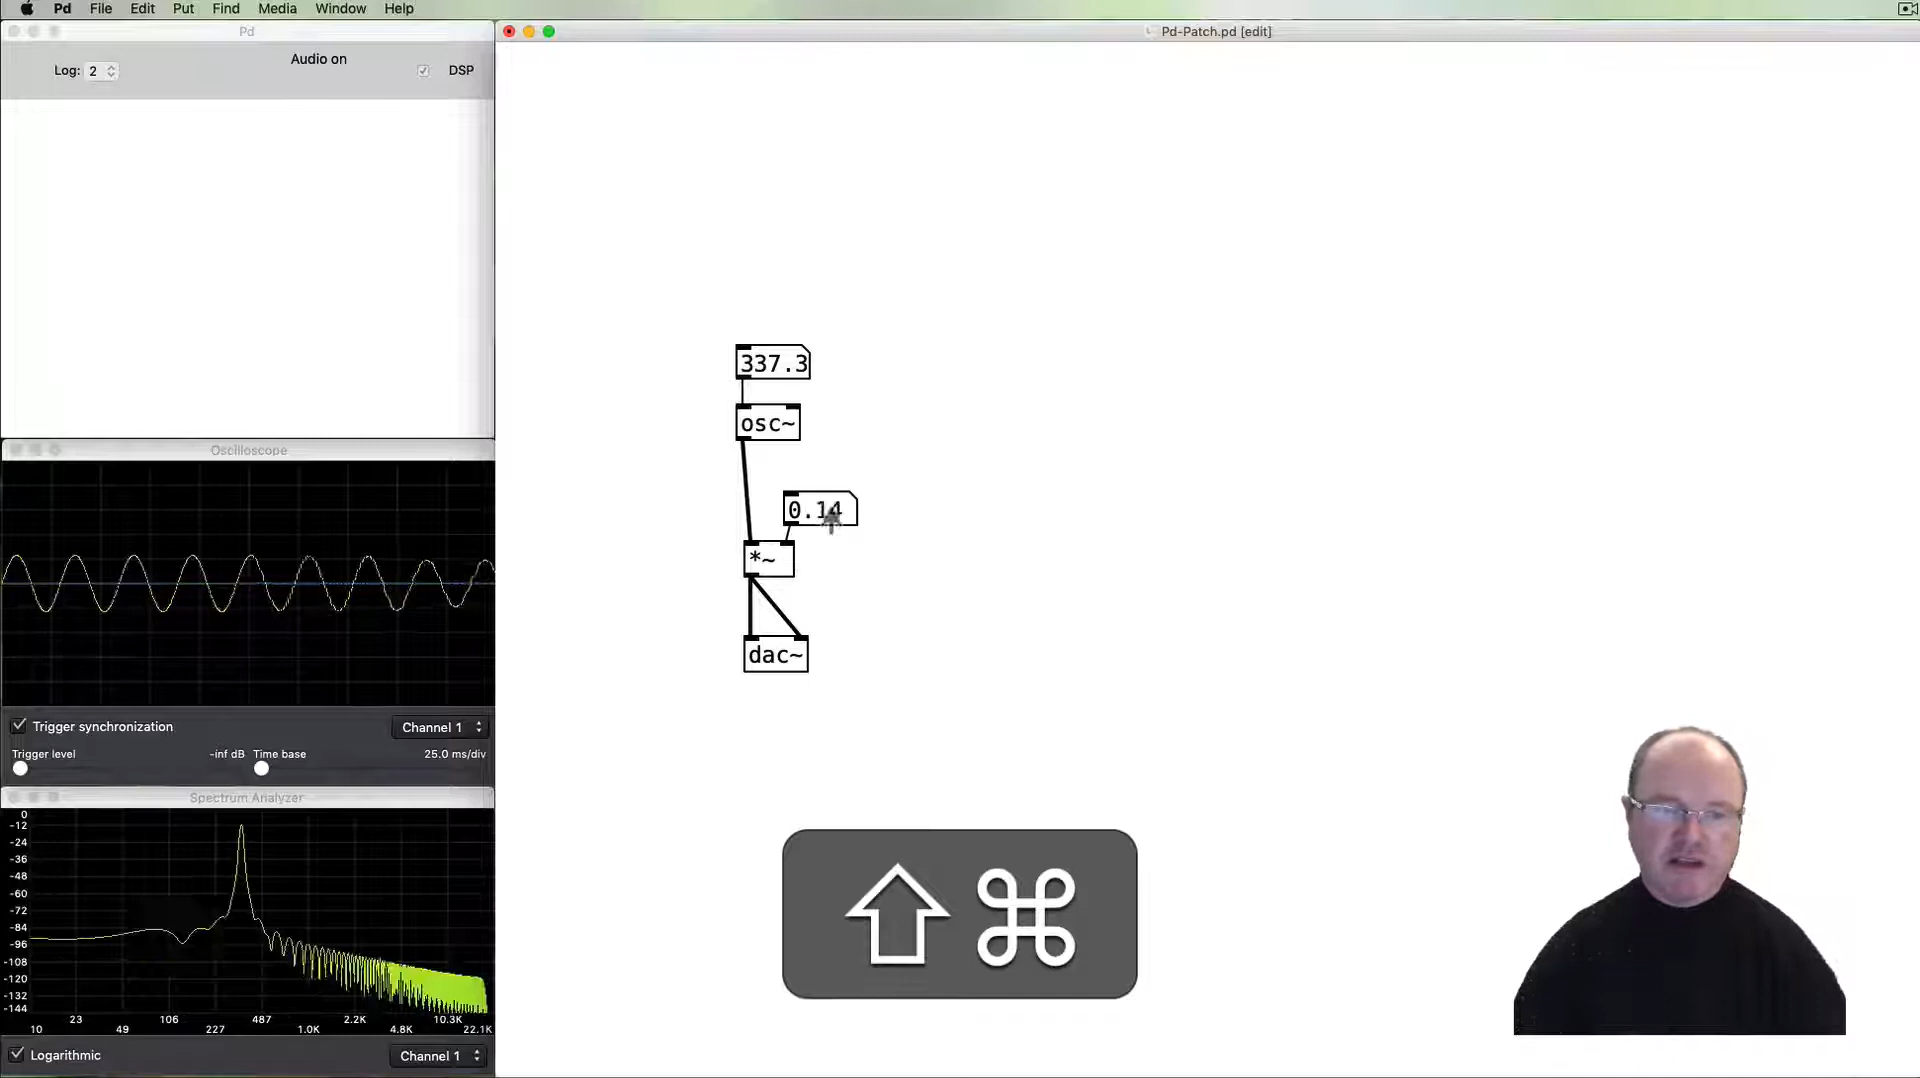 Pd File Edit Put Find Media Window Help
Pd
Audio on
Log: 2
DSP
Pd-Patch.pd [edit]
337.3
osc~
0.14
*~
dac~
Oscilloscope
Trigger synchronization
Channel 1
Trigger level
-inf dB
Time base
25.0 ms/div
Spectrum Analyzer
0
-12
-24
-36
-48
-60
-72
-84
-96
-108
-120
-132
-144
23 106 487 2.2K 10.3K
10 49 227 1.0K 4.8K 22.1K
Logarithmic
Channel 1